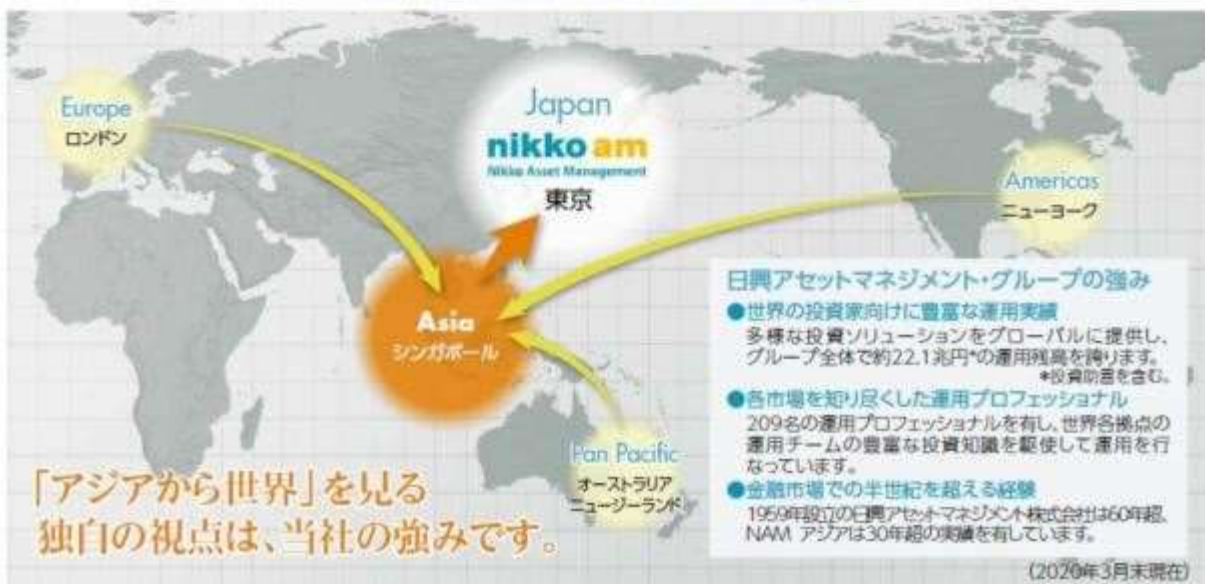 Europe
ロンドン
Japan
nikko am
Nikko Asset Management
東京
Americas
ニューヨーク
Asia
シンガポール
Pan Pacific
オーストラリア
ニュージーランド
「アジアから世界」を見る
独自の視点は、当社の強みです。
日興アセットマネジメント・グループの強み
●世界の投資家向けに豊富な運用実績
多様な投資ソリューションをグローバルに提供し、
グループ全体で約22.1兆円*の運用残高を誇ります。
*投資助言を含む。
●各市場を知り尽くした運用プロフェッショナル
209名の運用プロフェッショナルを有し、世界各拠点の
運用チームの豊富な投資知識を駆使して運用を行
なっています。
●金融市場での半世紀を超える経験
1959年設立の日興アセットマネジメント株式会社は60年超、
NAM アジアは30年超の実績を有しています。
(2020年3月末現在)